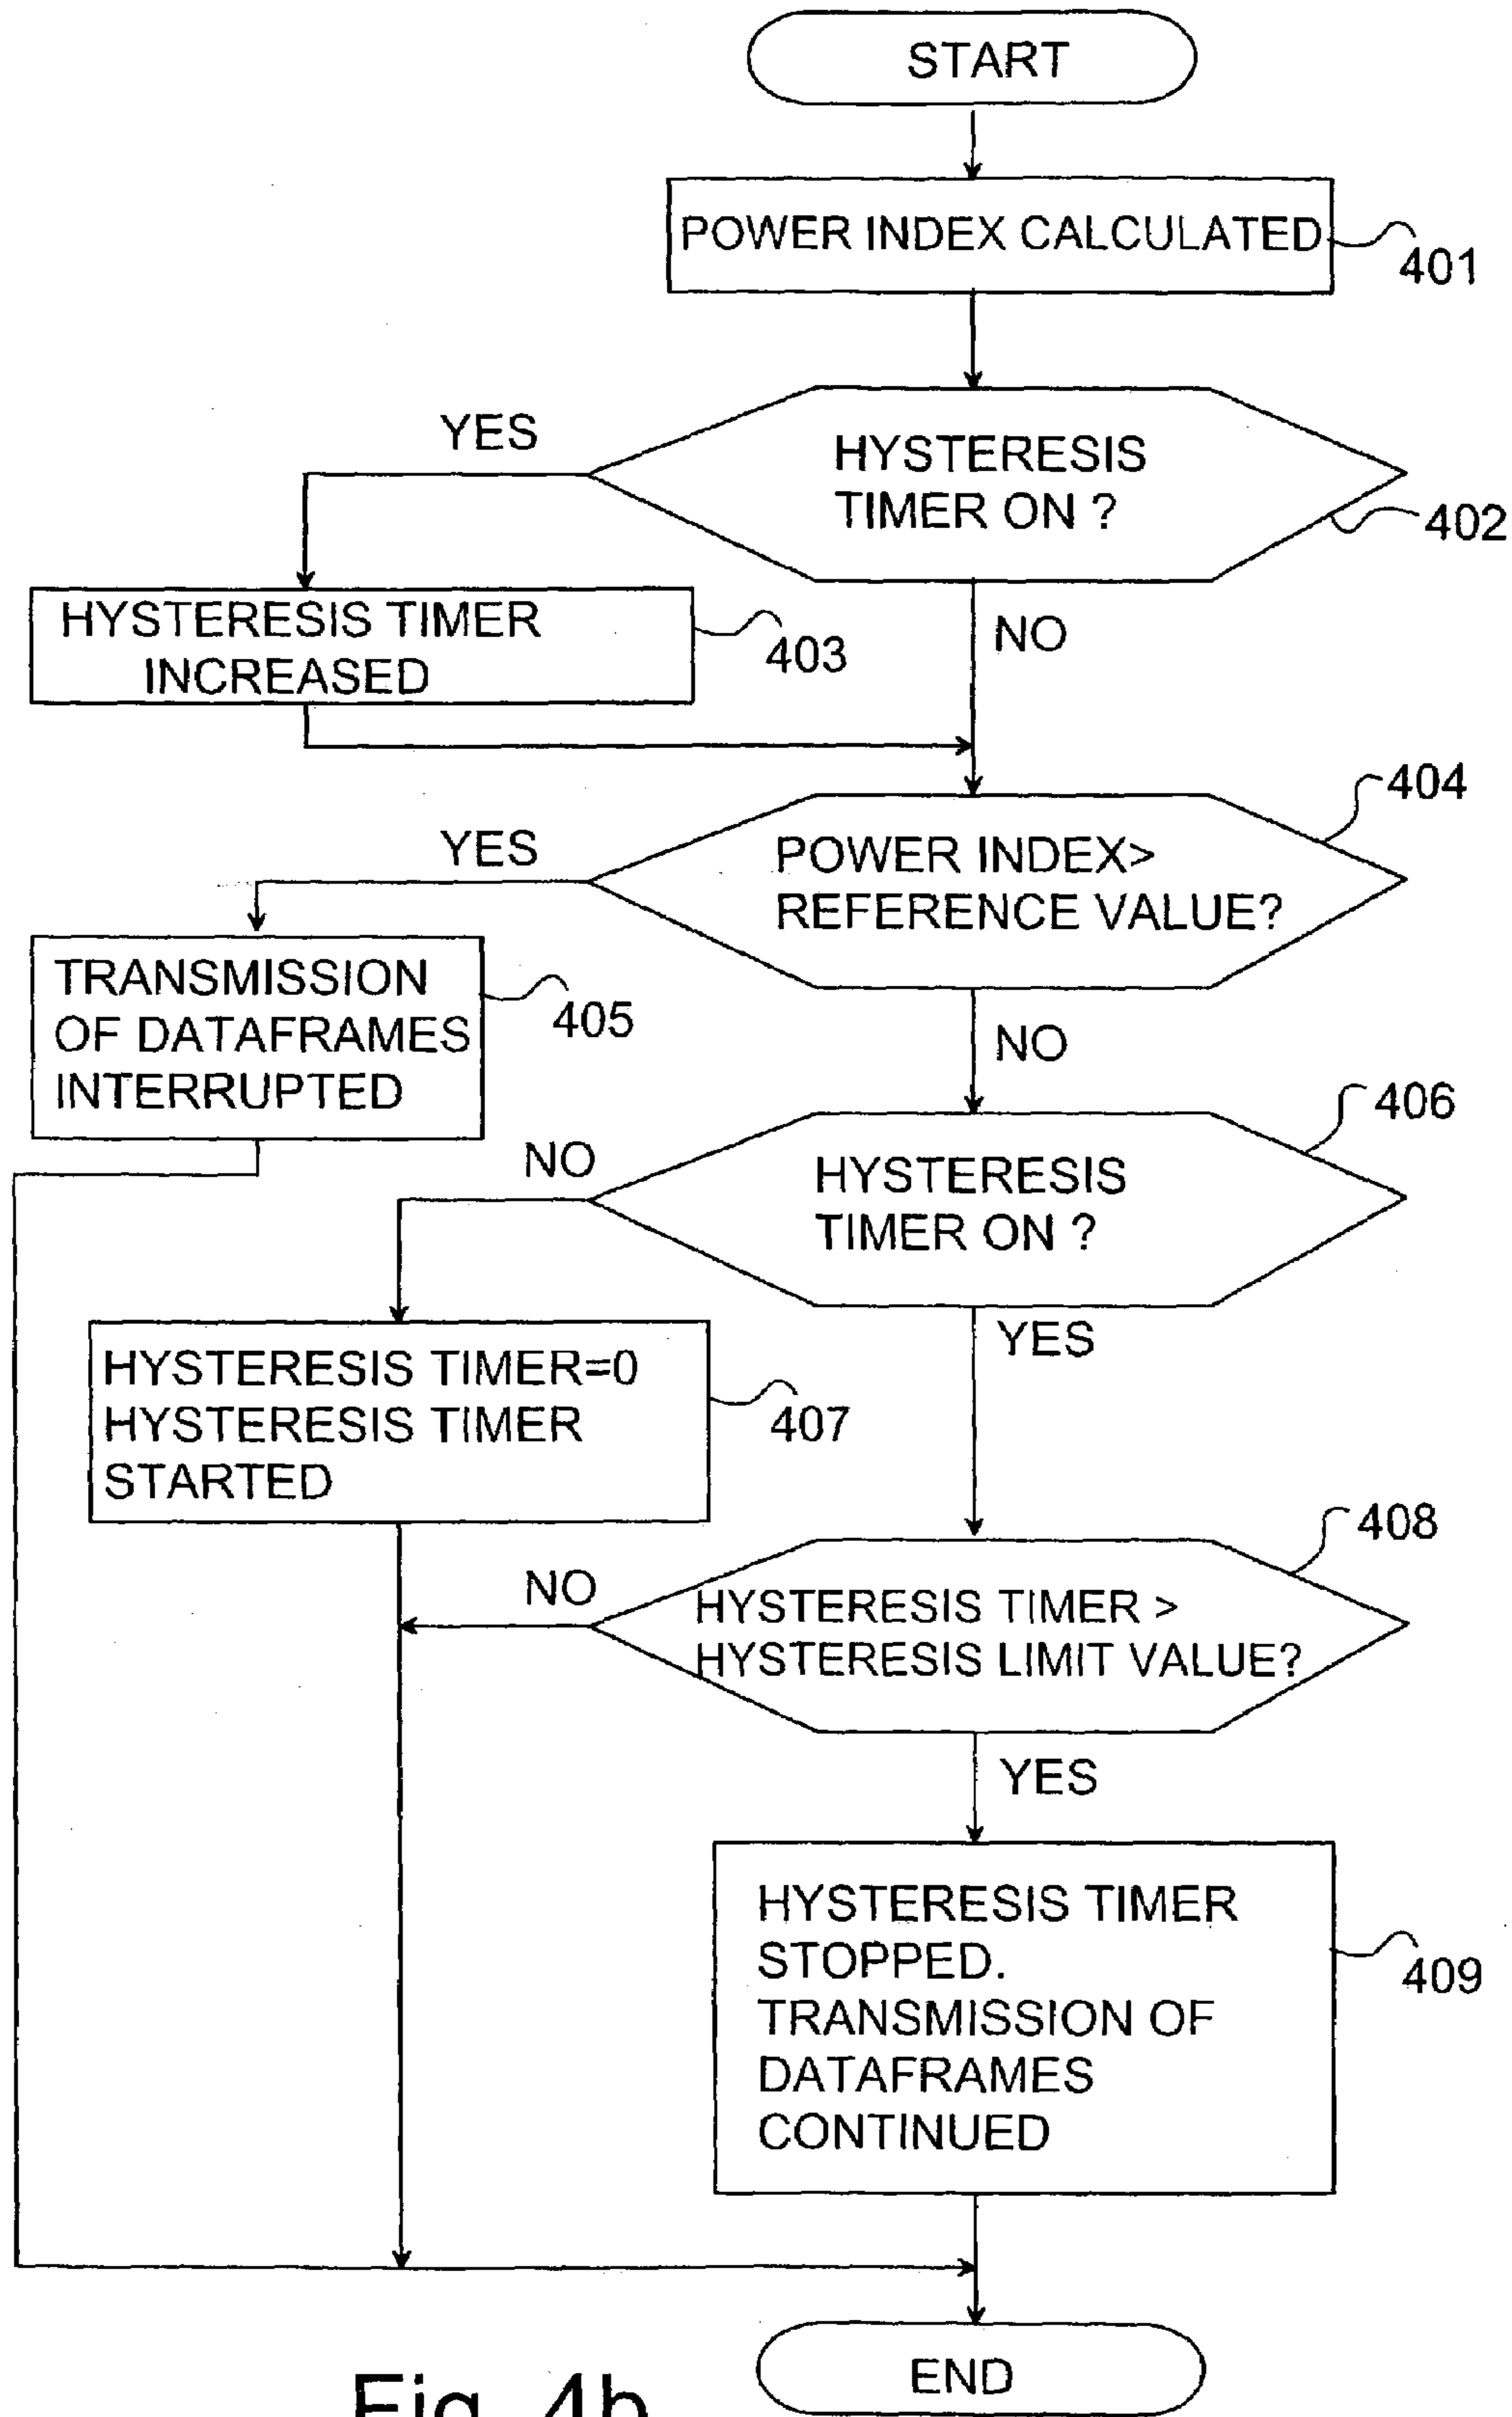 START
POWER INDEX CALCULATED
401
YES
HYSTERESIS
TIMER ON ?
402
HYSTERESIS TIMER
INCREASED
403
NO
404
YES
POWER INDEX>
REFERENCE VALUE?
TRANSMISSION
OF DATAFRAMES
INTERRUPTED
405
NO
406
NO
HYSTERESIS
TIMER ON ?
YES
HYSTERESIS TIMER=0
HYSTERESIS TIMER
STARTED
407
408
NO
HYSTERESIS TIMER >
HYSTERESIS LIMIT VALUE?
YES
HYSTERESIS TIMER
STOPPED.
TRANSMISSION OF
DATAFRAMES
CONTINUED
409
END
Fig. 4b